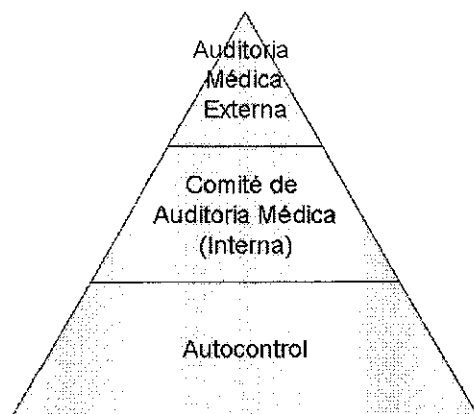 Auditoria
Médica
Externa
Comité de
Auditoria Médica
(Interna)
Autocontrol